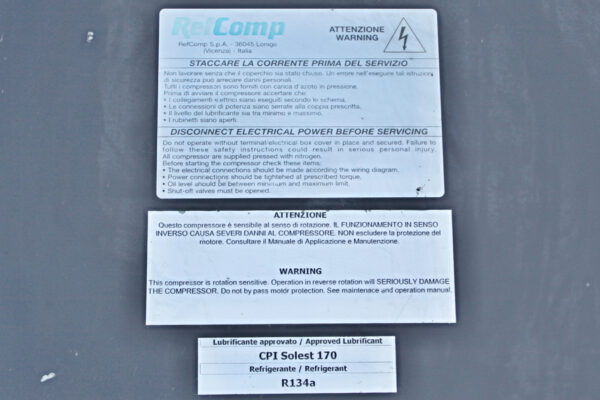 RefComp
RefComp S.p.A. - 36045 Lonigo
(Vicenza) - Italia
ATTENZIONE
WARNING
STACCARE LA CORRENTE PRIMA DEL SERVIZIO
Non lavorare senza che il coperchio sia stato chiuso. Un errore nell'eseguire tali istruzioni
di sicurezza può arrecare danni personali.
Tutti i compressori sono forniti con carica d'azoto in pressione.
Prima di avviare il compressore accertare che:
• I collegamenti elettrici siano eseguiti secondo le schema.
• Le connessioni di potenza siano serrate alla coppia prescritta.
• Il livello del lubrificante sia tra minimo e massimo.
• I rubinetti siano aperti.
DISCONNECT ELECTRICAL POWER BEFORE SERVICING
Do not operate without terminal/electrical box cover in place and secured. Failure to
follow these safety instructions could result in serious personal injury.
All compressor are supplied pressed with nitrogen.
Before starting the compressor check these items:
• The electrical connections should be made according the wiring diagram.
• Power connections should be tightehed at prescribed torque.
• Oil level should be between minimum and maximum limit.
• Shut-off valves must be opened.
ATTENZIONE
Questo compressore è sensibile al senso di rotazione. IL FUNZIONAMENTO IN SENSO
INVERSO CAUSA SEVERI DANNI AL COMPRESSORE. NON escludere la protezione del
motore. Consultare il Manuale di Applicazione e Manutenzione.
WARNING
This compressor is rotation sensitive. Operation in reverse rotation will SERIOUSLY DAMAGE
THE COMPRESSOR. Do not by pass motor protection. See maintenace and operation manual.
Lubrificante approvato / Approved Lubrificant
CPI Solest 170
Refrigerante / Refrigerant
R134a